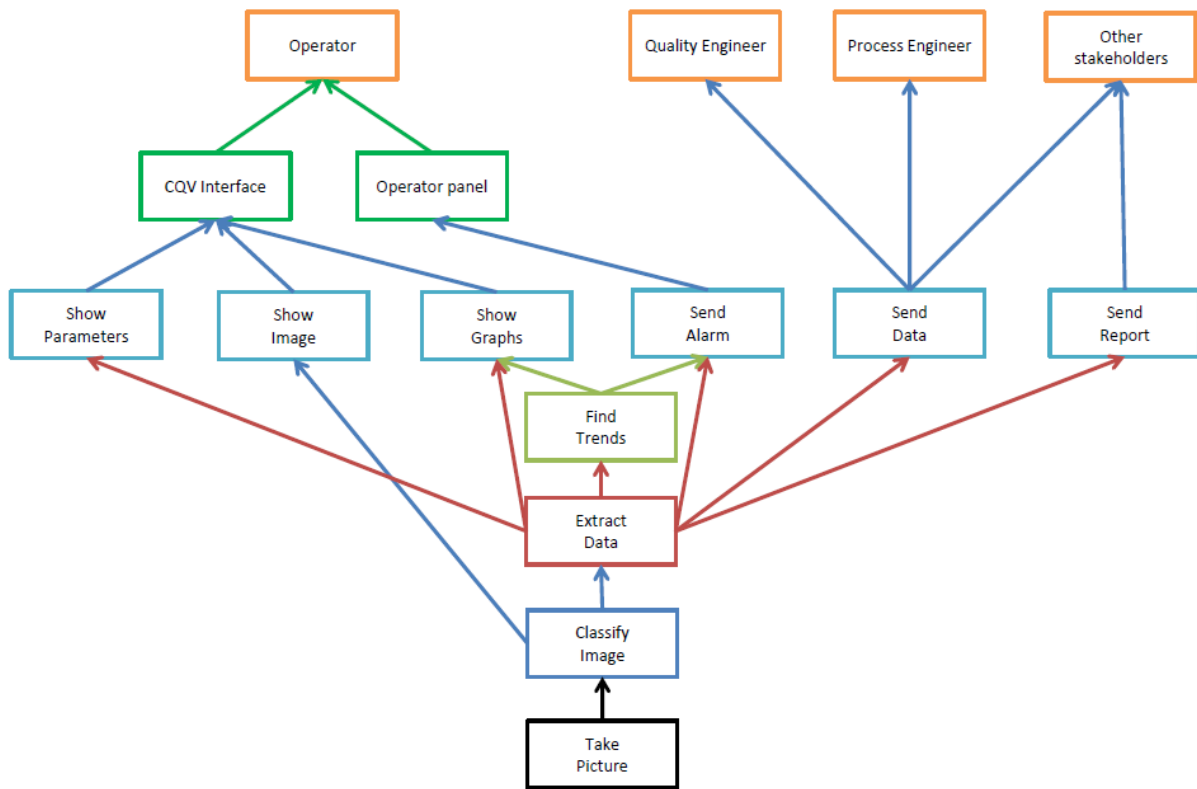 Operator
Quality Engineer
Process Engineer
Other
stakeholders
CQV Interface
Operator panel
Show
Parameters
Show
Image
Show
Graphs
Send
Alarm
Send
Data
Send
Report
Find
Trends
Extract
Data
Classify
Image
Take
Picture